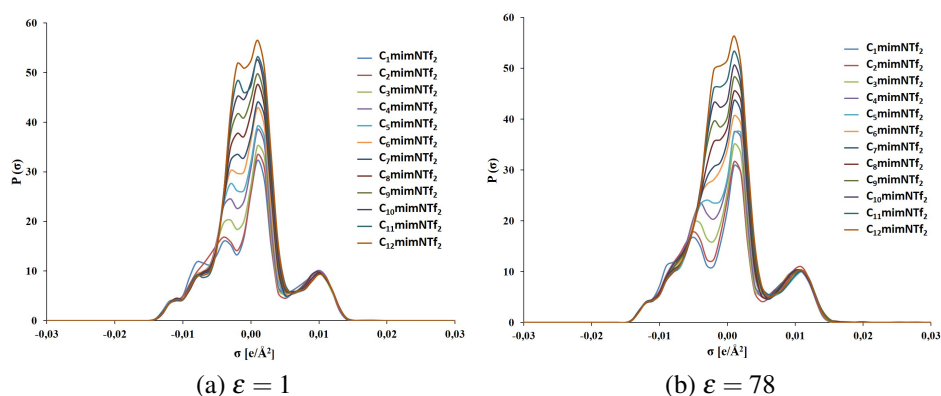 60
50
40
30
20
10
0
P (σ)
-0,03
-0,02
-0,01
0,00
0,01
0,02
0,03
σ [e/Å²]
C₁mimNTf₂
C₂mimNTf₂
C₃mimNTf₂
C₄mimNTf₂
C₅mimNTf₂
C₆mimNTf₂
C₇mimNTf₂
C₈mimNTf₂
C₉mimNTf₂
C₁₀mimNTf₂
C₁₁mimNTf₂
C₁₂mimNTf₂
(a) ε = 1
60
50
40
30
20
10
0
P (σ)
-0,03
-0,02
-0,01
0,00
0,01
0,02
0,03
σ [e/Å²]
C₁mimNTf₂
C₂mimNTf₂
C₃mimNTf₂
C₄mimNTf₂
C₅mimNTf₂
C₆mimNTf₂
C₇mimNTf₂
C₈mimNTf₂
C₉mimNTf₂
C₁₀mimNTf₂
C₁₁mimNTf₂
C₁₂mimNTf₂
(b) ε = 78